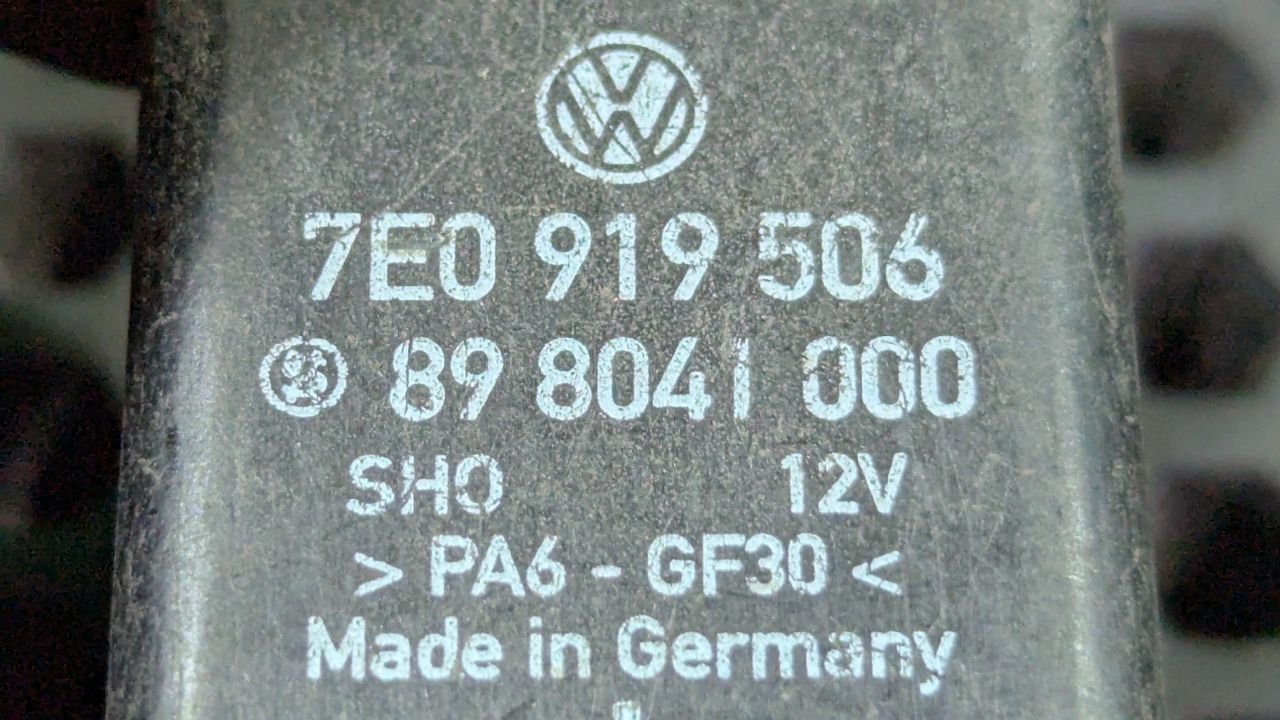 7E0 919 506
89 8041 000
SHO 12V
> PA6 - GF30 <
Made in Germany